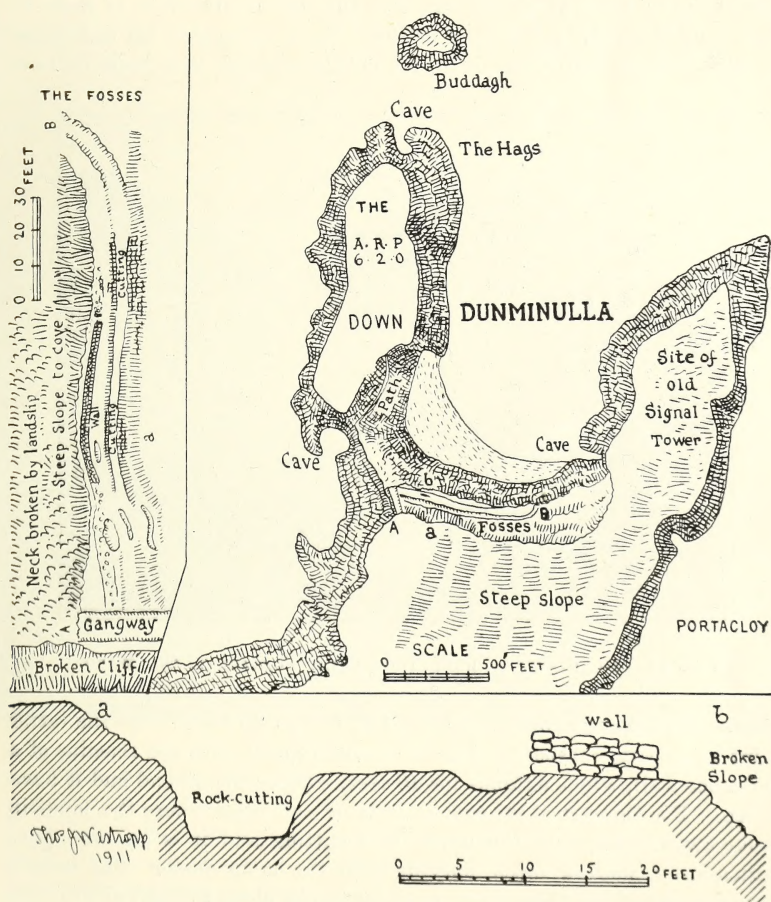 THE FOSSES
B
FEET
0 10 20 30
Neck broken by landslip
Steep Slope to cove
Wall
Cutting
Cutting
a
A
Gangway
Broken Cliff
Buddagh
Cave
The Hags
THE
A. R. P
6. 2. 0
DOWN
DUNMINULLA
Path
Cave
Cave
Site of
old
Signal
Tower
b
A
a
Fosses
B
Steep Slope
PORTACLOY
SCALE
0 500 FEET
a
Rock-Cutting
Wall
b
Broken
Slope
Thos. J Westropp
1911
0 5 10 15 20 FEET